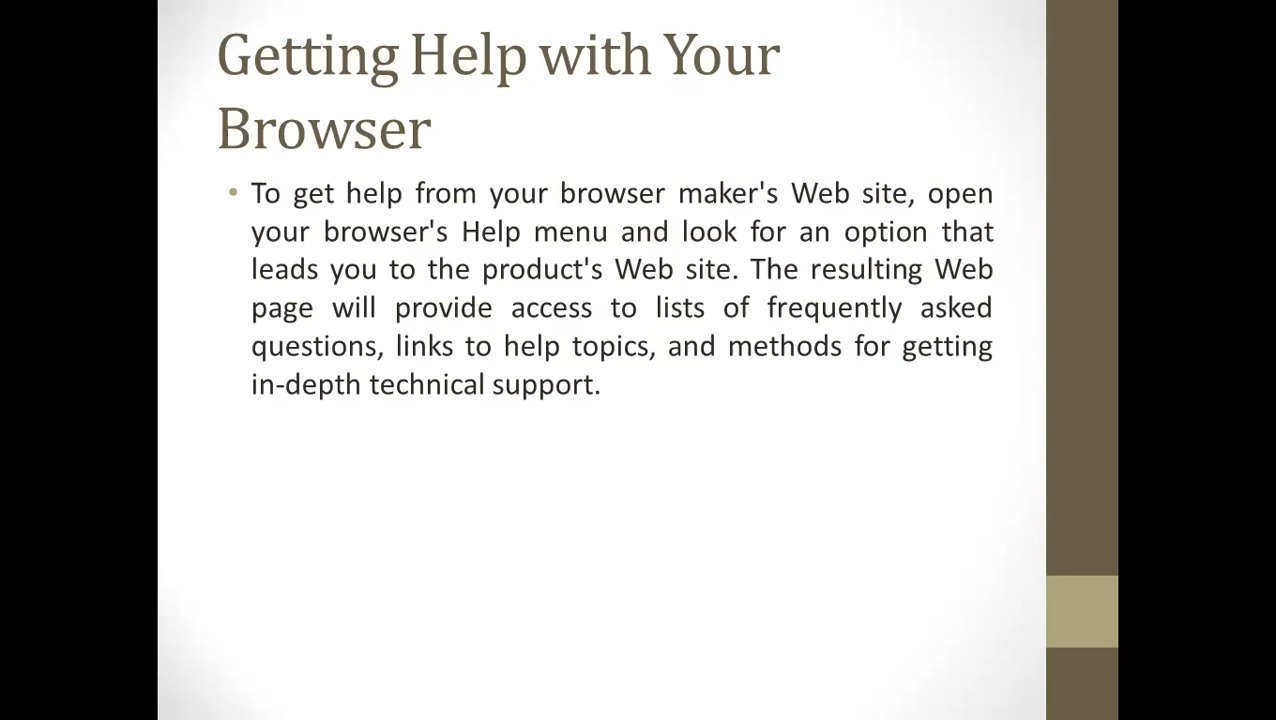 Getting Help with Your
Browser
• To get help from your browser maker's Web site, open
your browser's Help menu and look for an option that
leads you to the product's Web site. The resulting Web
page will provide access to lists of frequently asked
questions, links to help topics, and methods for getting
in-depth technical support.